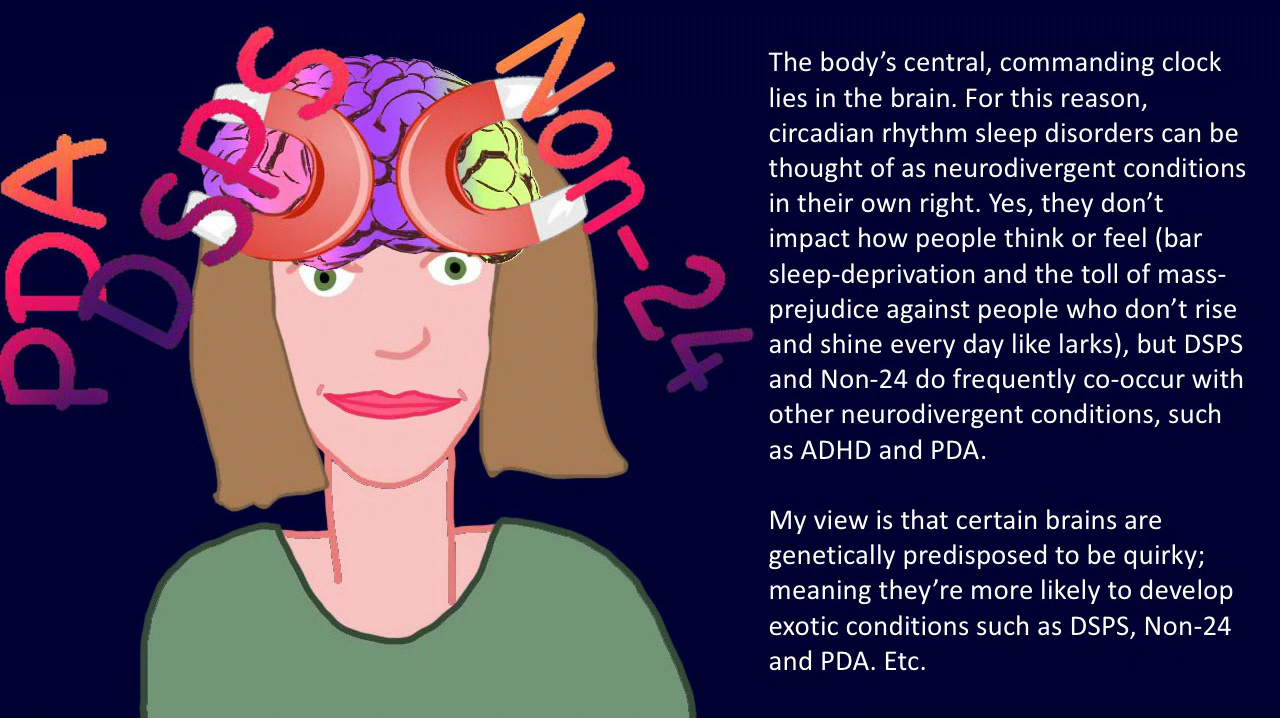 PDA
DSPS
Non-24
The body’s central, commanding clock
lies in the brain. For this reason,
circadian rhythm sleep disorders can be
thought of as neurodivergent conditions
in their own right. Yes, they don’t
impact how people think or feel (bar
sleep-deprivation and the toll of mass-
prejudice against people who don’t rise
and shine every day like larks), but DSPS
and Non-24 do frequently co-occur with
other neurodivergent conditions, such
as ADHD and PDA.
My view is that certain brains are
genetically predisposed to be quirky;
meaning they’re more likely to develop
exotic conditions such as DSPS, Non-24
and PDA. Etc.